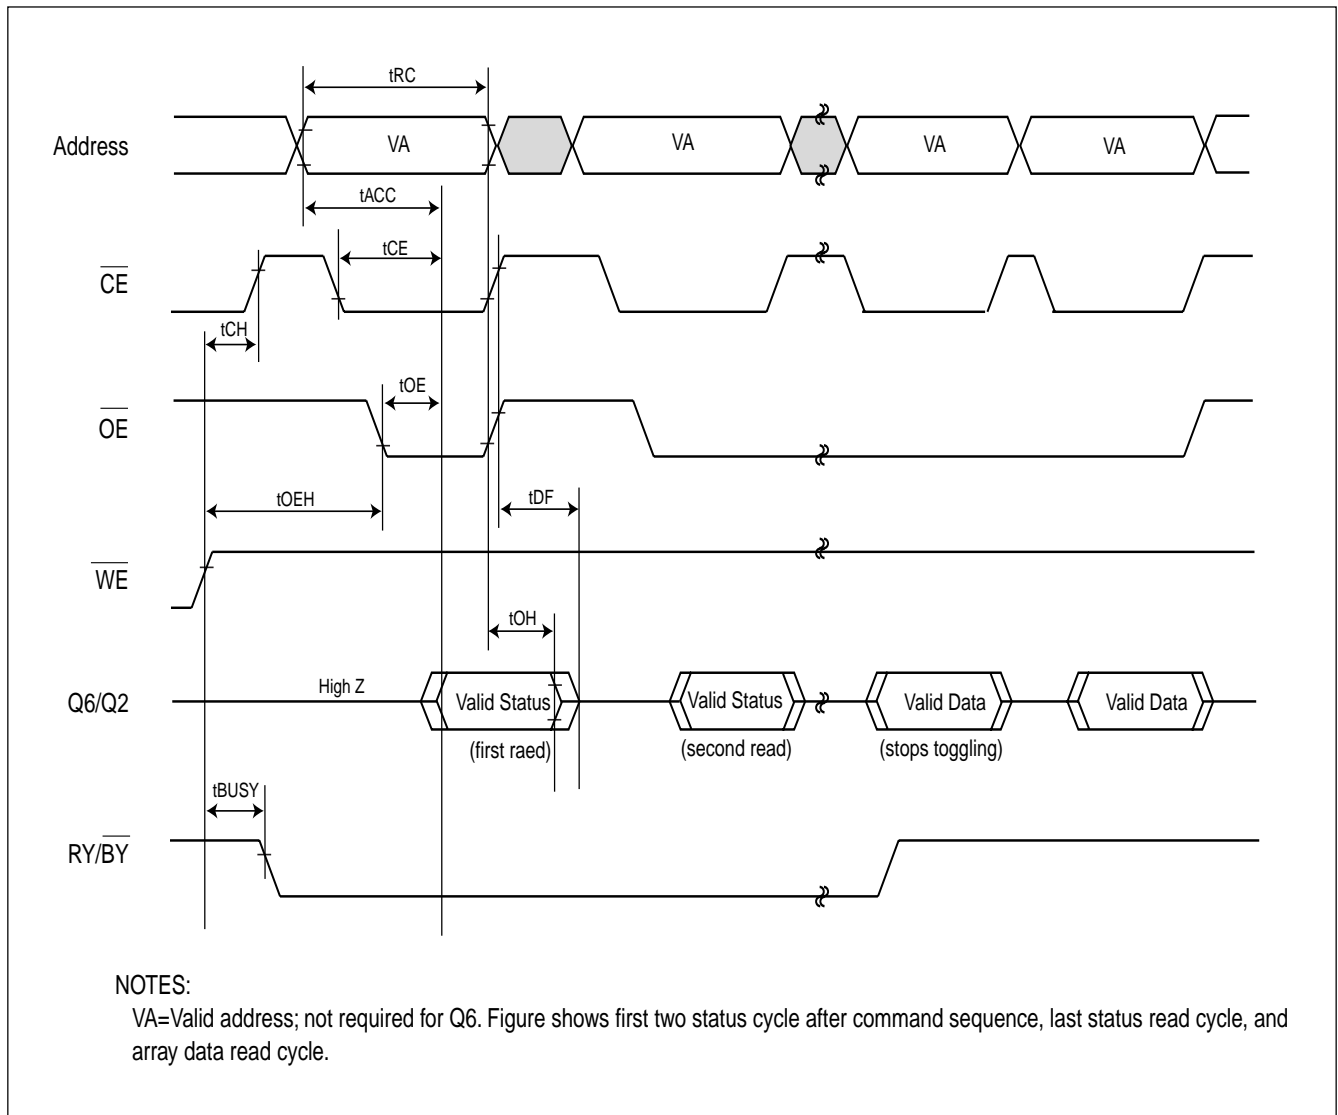 tRC
Address
VA
VA
VA
VA
tACC
tCE
CE
tCH
tOE
OE
tOEH
tDF
WE
tOH
Q6/Q2
High Z
Valid Status
Valid Status
Valid Data
Valid Data
(first raed)
(second read)
(stops toggling)
tBUSY
RY/BY
NOTES:
VA=Valid address; not required for Q6. Figure shows first two status cycle after command sequence, last status read cycle, and
array data read cycle.